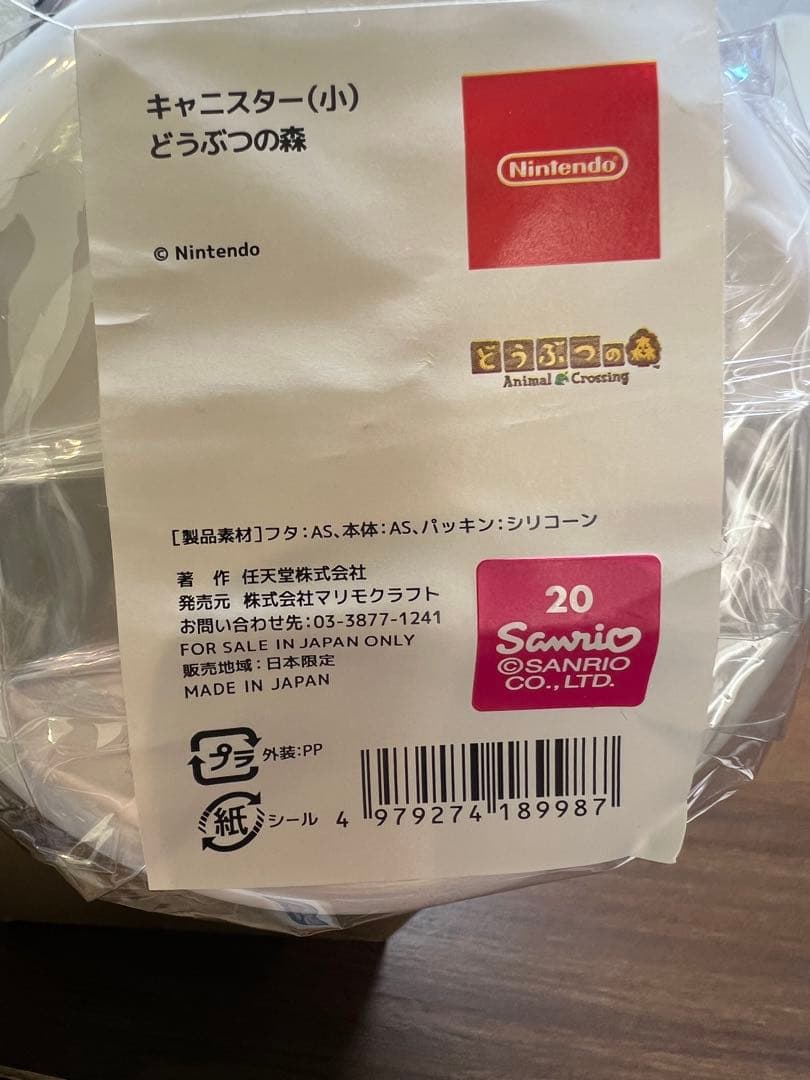 キャニスター(小)
どうぶつの森
© Nintendo
Nintendo®
どうぶつの森
Animal Crossing
[製品素材]フタ:AS、本体:AS、パッキン:シリコーン
著 作 任天堂株式会社
発売元 株式会社マリモクラフト
お問い合わせ先:03-3877-1241
FOR SALE IN JAPAN ONLY
販売地域:日本限定
MADE IN JAPAN
20
Sanrio
©SANRIO
CO.,LTD.
プラ 外装:PP
紙 シール
4 979274 189987